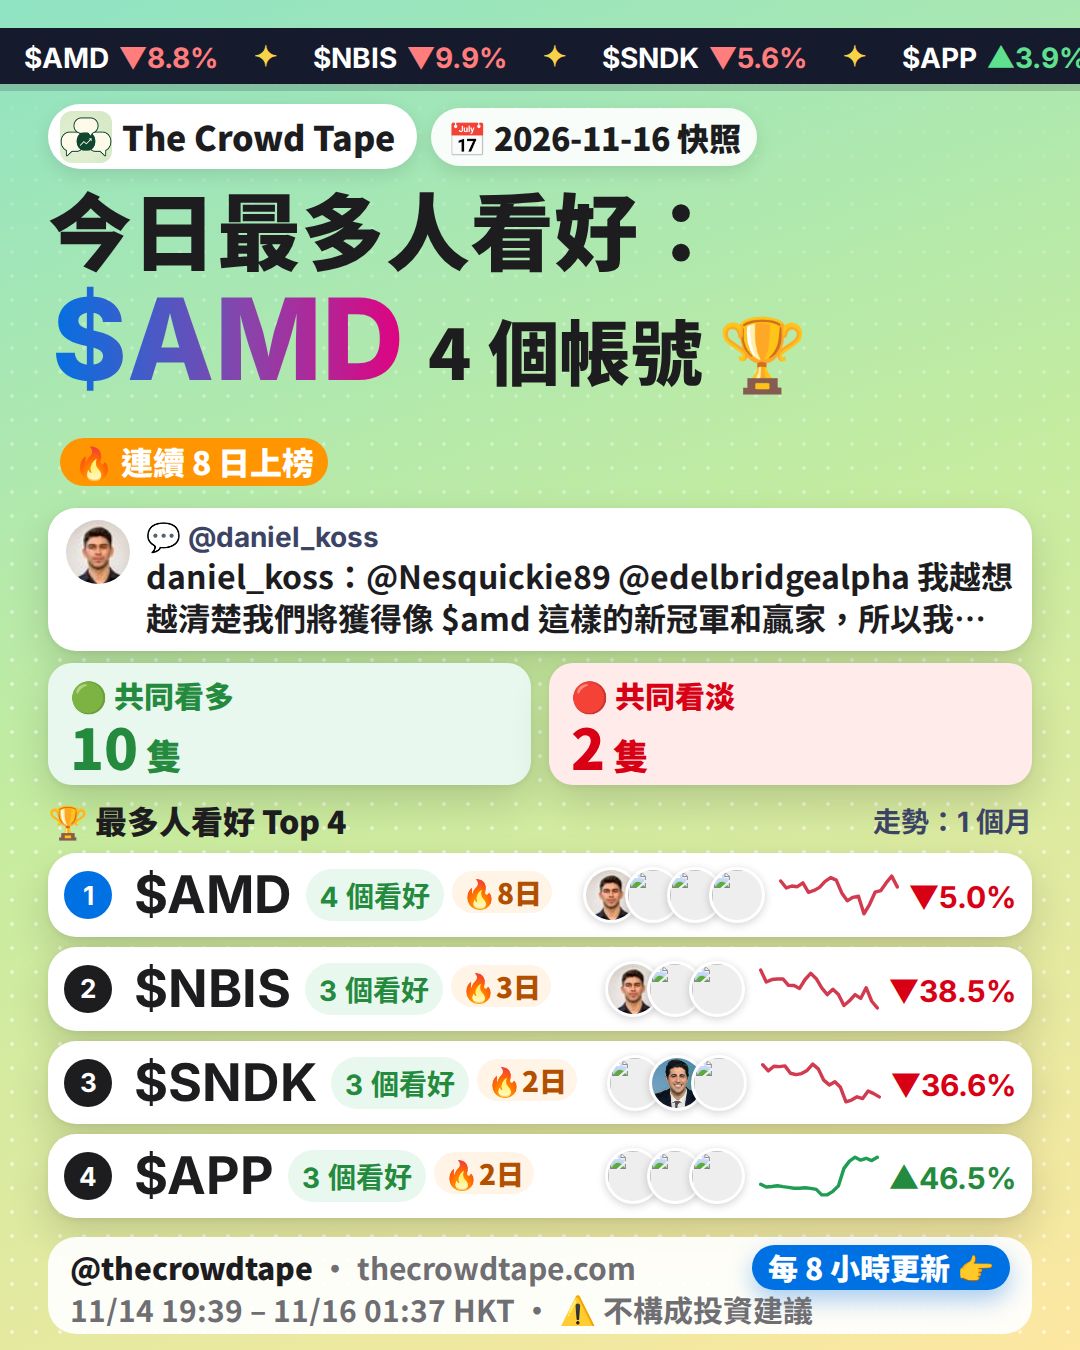 $AMD ▼8.8% ✦ $NBIS ▼9.9% ✦ $SNDK ▼5.6% ✦ $APP ▲3.9%
The Crowd Tape
July 17 2026-11-16 快照
今日最多人看好：
$AMD 4 個帳號 🏆
🔥 連續 8 日上榜
💬 @daniel_koss
daniel_koss：@Nesquickie89 @edelbridgealpha 我越想
越清楚我們將獲得像 $amd 這樣的新冠軍和贏家，所以我…
🟢 共同看多
10 隻
🔴 共同看淡
2 隻
🏆 最多人看好 Top 4
走勢：1 個月
1 $AMD 4 個看好 🔥8日 ▼5.0%
2 $NBIS 3 個看好 🔥3日 ▼38.5%
3 $SNDK 3 個看好 🔥2日 ▼36.6%
4 $APP 3 個看好 🔥2日 ▲46.5%
@thecrowdtape · thecrowdtape.com
每 8 小時更新 👉
11/14 19:39 – 11/16 01:37 HKT · ⚠️ 不構成投資建議